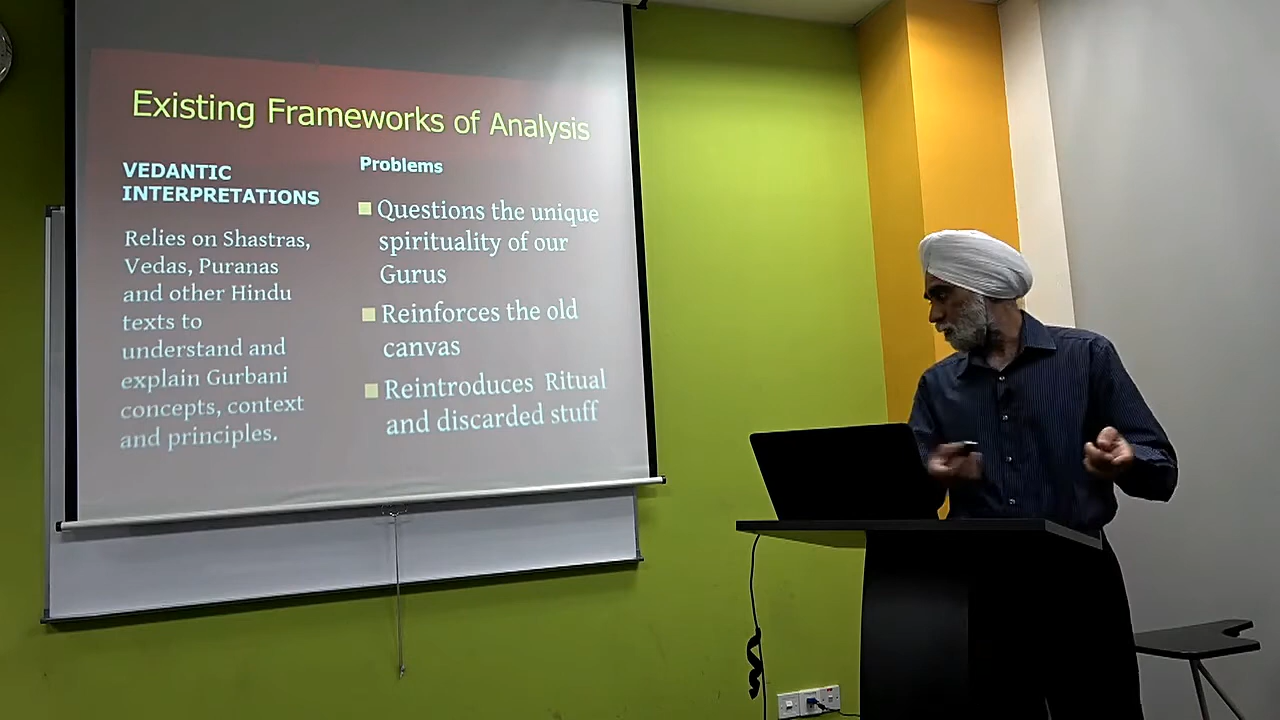 Existing Frameworks of Analysis
VEDANTIC
INTERPRETATIONS
Relies on Shastras,
Vedas, Puranas
and other Hindu
texts to
understand and
explain Gurbani
concepts, context
and principles.
Problems
Questions the unique
spirituality of our
Gurus
Reinforces the old
canvas
Reintroduces Ritual
and discarded stuff